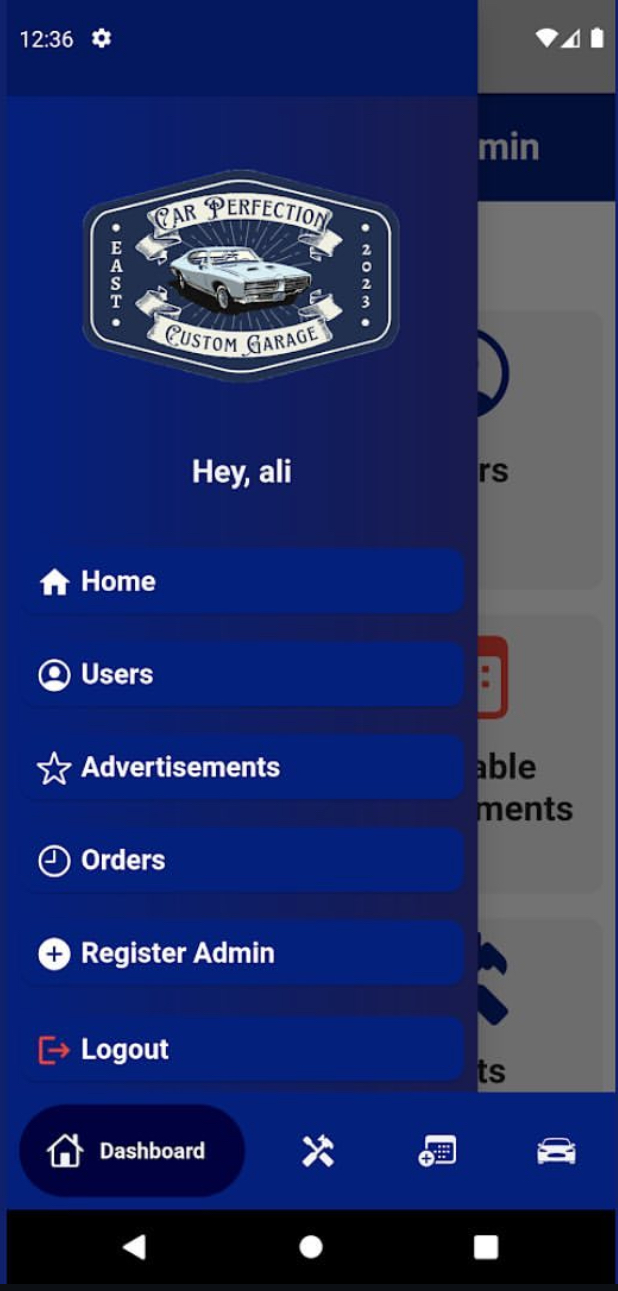 12:36
min
CAR PERFECTION
EAST
2023
CUSTOM GARAGE
Hey, ali
rs
Home
Users
Advertisements
able
ments
Orders
Register Admin
Logout
ts
Dashboard